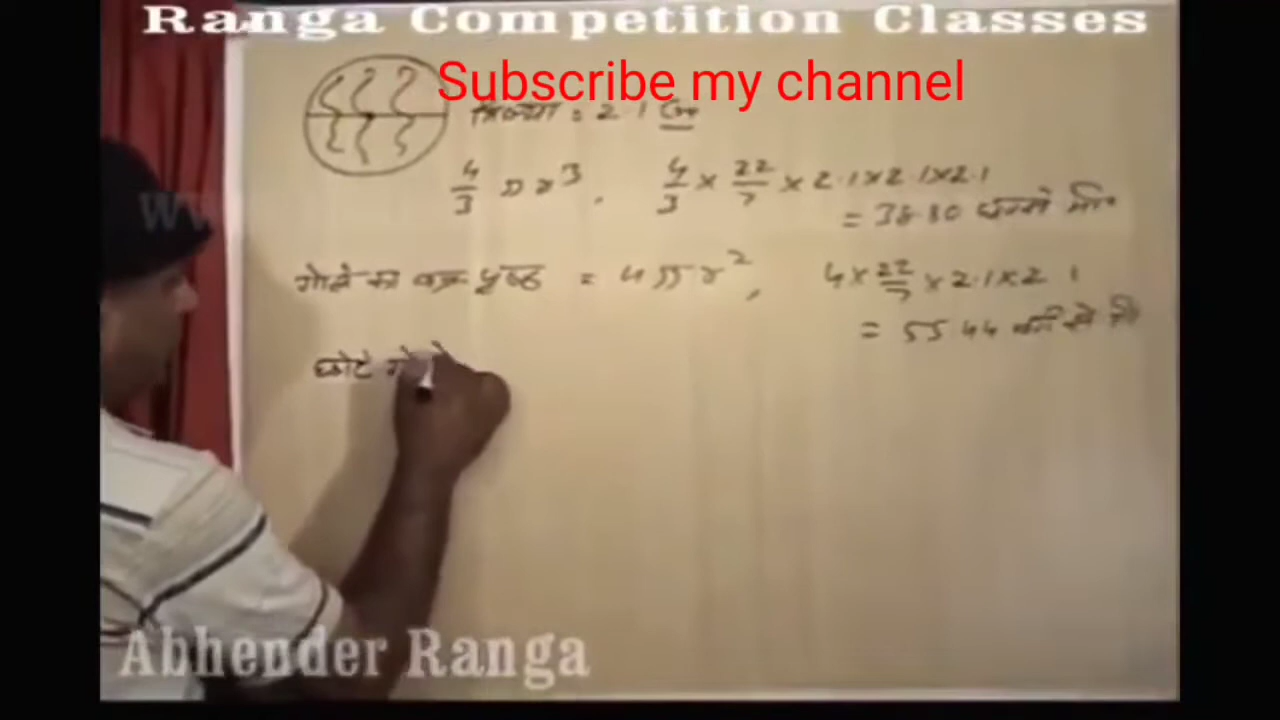 Ranga Competition Classes
Subscribe my channel
त्रिज्या = 2.1 Cm
4/3 π r³, 4/3 × 22/7 × 2.1×2.1×2.1
= 38.80 घन से मी०
गोले का वक्र पृष्ठ = 4πr², 4×22/7×2.1×2.1
= 55.44 वर्ग से मी
छोटे गो
Abhender Ranga